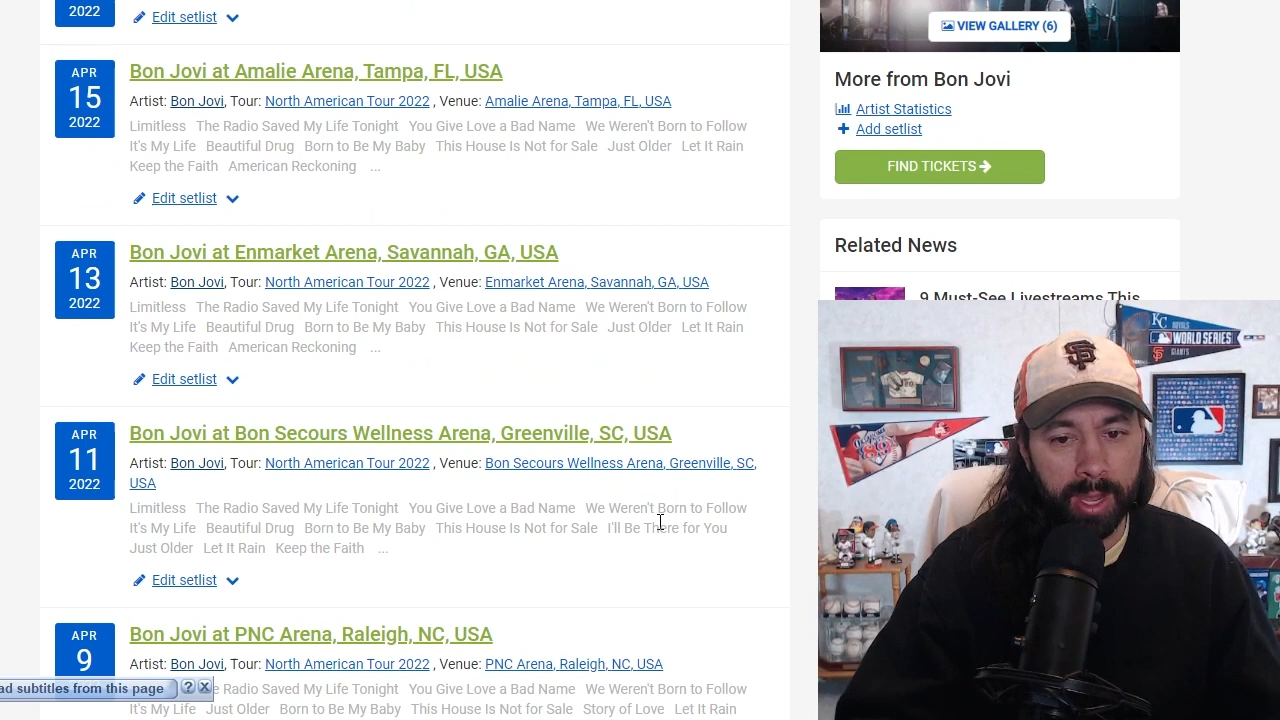 2022
Edit setlist
VIEW GALLERY (6)
APR
15
2022
Bon Jovi at Amalie Arena, Tampa, FL, USA
Artist: Bon Jovi, Tour: North American Tour 2022 , Venue: Amalie Arena, Tampa, FL, USA
Limitless The Radio Saved My Life Tonight You Give Love a Bad Name We Weren't Born to Follow
It's My Life Beautiful Drug Born to Be My Baby This House Is Not for Sale Just Older Let It Rain
Keep the Faith American Reckoning ...
Edit setlist
APR
13
2022
Bon Jovi at Enmarket Arena, Savannah, GA, USA
Artist: Bon Jovi, Tour: North American Tour 2022 , Venue: Enmarket Arena, Savannah, GA, USA
Limitless The Radio Saved My Life Tonight You Give Love a Bad Name We Weren't Born to Follow
It's My Life Beautiful Drug Born to Be My Baby This House Is Not for Sale Just Older Let It Rain
Keep the Faith American Reckoning ...
Edit setlist
APR
11
2022
Bon Jovi at Bon Secours Wellness Arena, Greenville, SC, USA
Artist: Bon Jovi, Tour: North American Tour 2022 , Venue: Bon Secours Wellness Arena, Greenville, SC,
USA
Limitless The Radio Saved My Life Tonight You Give Love a Bad Name We Weren't Born to Follow
It's My Life Beautiful Drug Born to Be My Baby This House Is Not for Sale I'll Be There for You
Just Older Let It Rain Keep the Faith ...
Edit setlist
APR
9
Bon Jovi at PNC Arena, Raleigh, NC, USA
Artist: Bon Jovi, Tour: North American Tour 2022 , Venue: PNC Arena, Raleigh, NC, USA
Radio Saved My Life Tonight You Give Love a Bad Name We Weren't Born to Follow
It's My Life Just Older Born to Be My Baby This House Is Not for Sale Story of Love Let It Rain
subtitles from this page
?
X
More from Bon Jovi
Artist Statistics
Add setlist
FIND TICKETS
Related News
9 Must-See Livestreams This
KC
ROYALS
WORLD SERIES
SF
GIANTS
SF